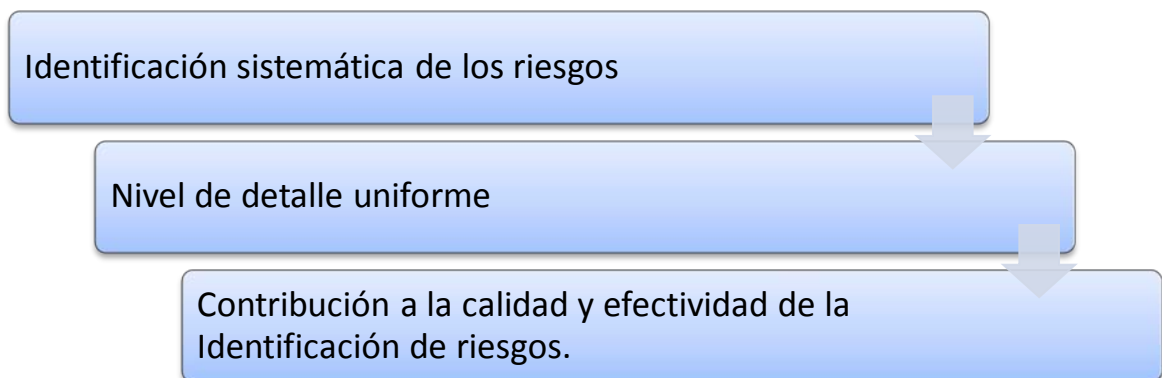 Identificación sistemática de los riesgos
Nivel de detalle uniforme
Contribución a la calidad y efectividad de la
Identificación de riesgos.